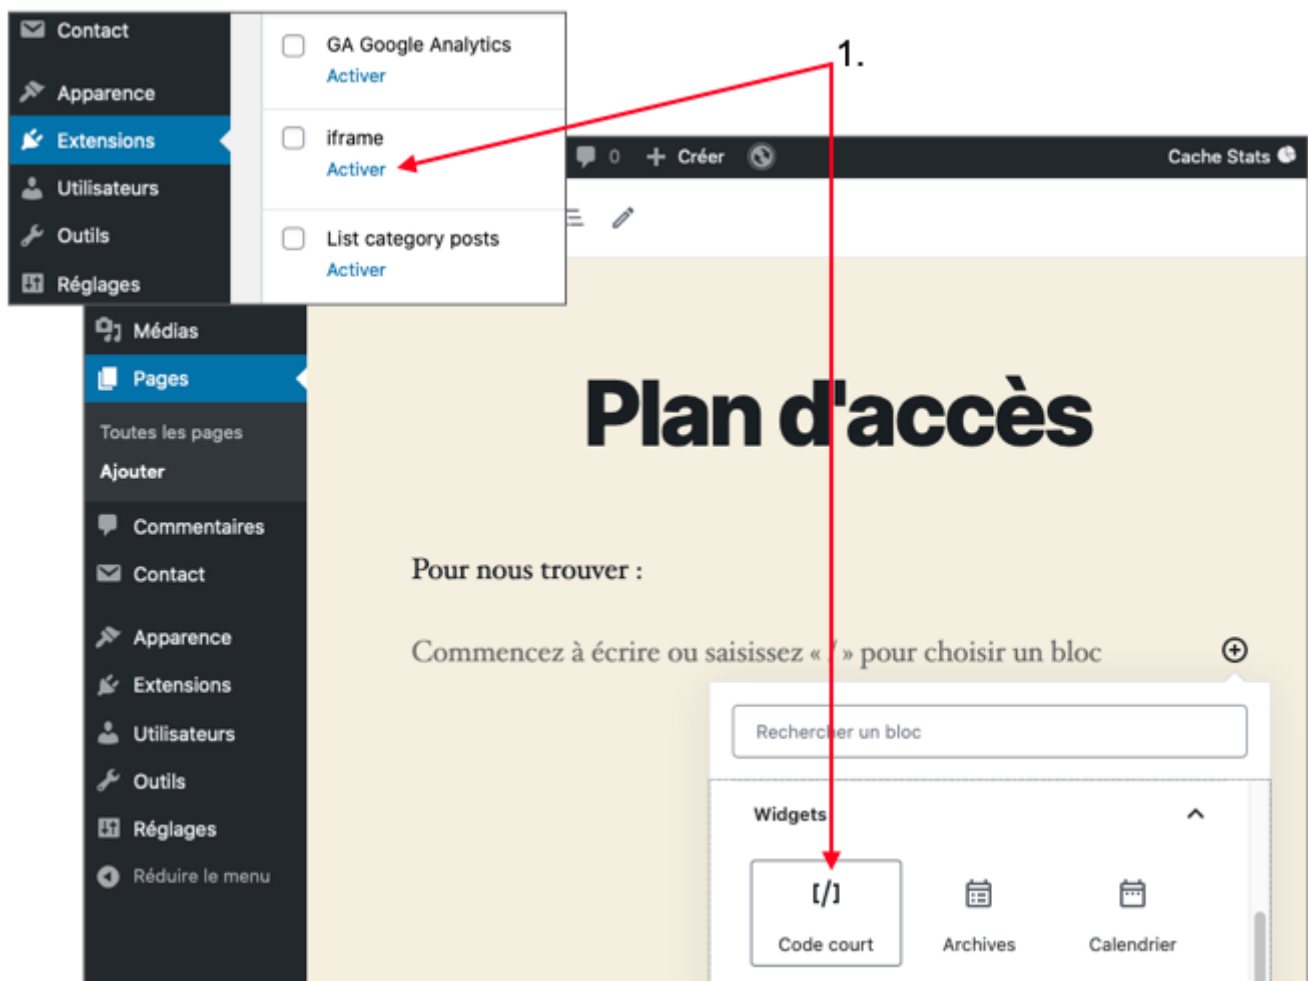 Contact
Apparence
Extensions
Utilisateurs
Outils
Réglages
GA Google Analytics
Activer
iframe
Activer
List category posts
Activer
1.
0 + Créer
Cache Stats
Médias
Pages
Toutes les pages
Ajouter
Commentaires
Contact
Apparence
Extensions
Utilisateurs
Outils
Réglages
Réduire le menu
Plan d'accès
Pour nous trouver :
Commencez à écrire ou saisissez « / » pour choisir un bloc
Rechercher un bloc
Widgets
[/]
Code court
Archives
Calendrier